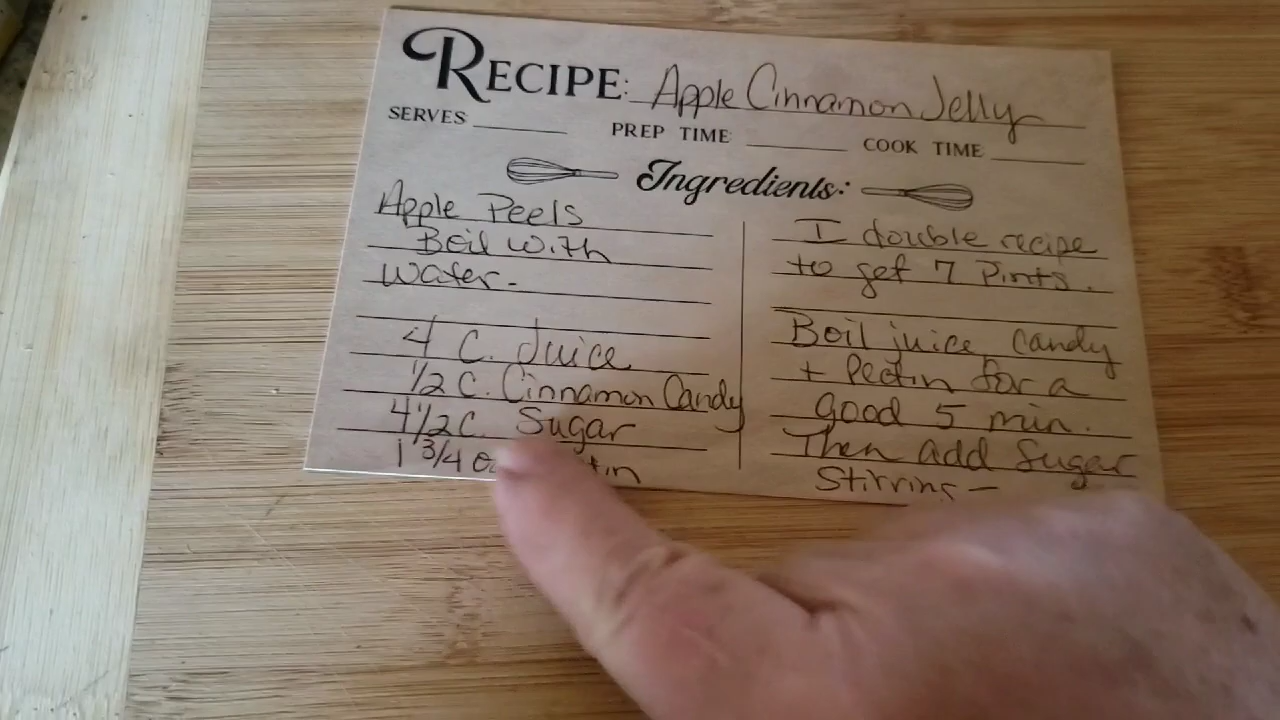 RECIPE: Apple Cinnamon Jelly
SERVES PREP TIME COOK TIME
Ingredients:
Apple Peels
Boil with
water-
4 C. Juice
1/2 C. Cinnamon Candy
4 1/2 C. Sugar
1 3/4
I double recipe
to get 7 Pints.
Boil juice, Candy
+ Pectin for a
good 5 min.
Then add Sugar
Stirring -